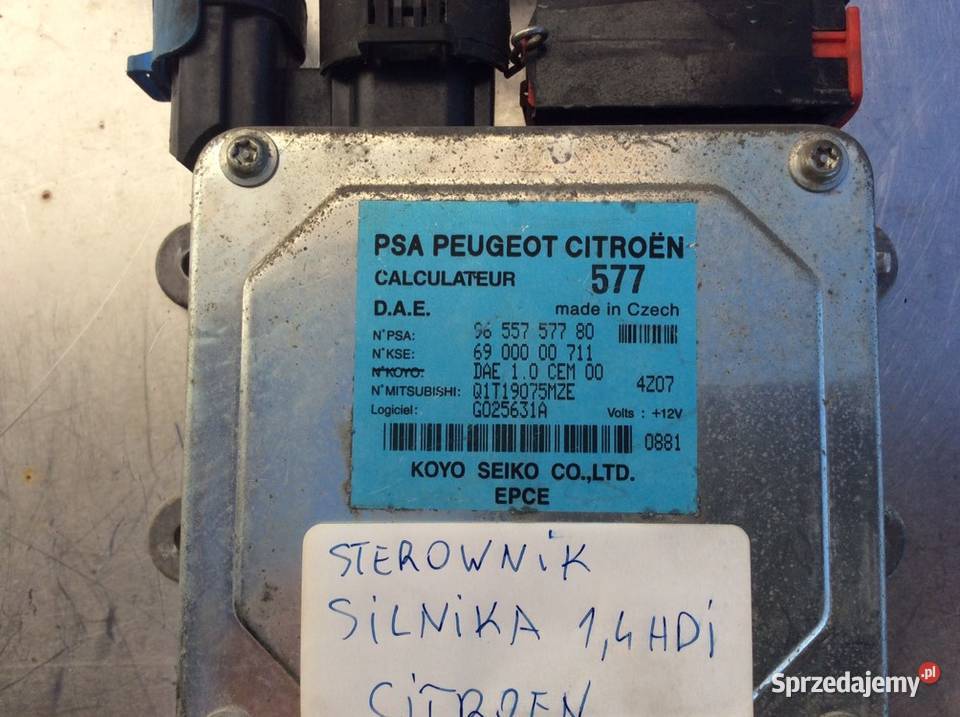 PSA PEUGEOT CITROËN
CALCULATEUR 577
D.A.E. made in Czech
N°PSA: 96 557 577 80
N°KSE: 69 000 00 711
N°KOYO: DAE 1.0 CEM 00
N°MITSUBISHI: Q1T19075MZE 4Z07
Logiciel: G025631A Volts : +12V
0881
KOYO SEIKO CO.,LTD.
EPCE
STEROWNiK
SiLNiKA 1,4HDi
CiTROEN
Sprzedajemy.pl